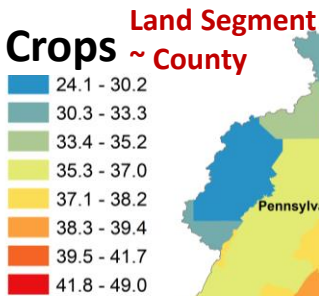 Land Segment
Crops ~ County
24.1 - 30.2
30.3 - 33.3
33.4 - 35.2
35.3 - 37.0
37.1 - 38.2
38.3 - 39.4
39.5 - 41.7
41.8 - 49.0
Pennsylva